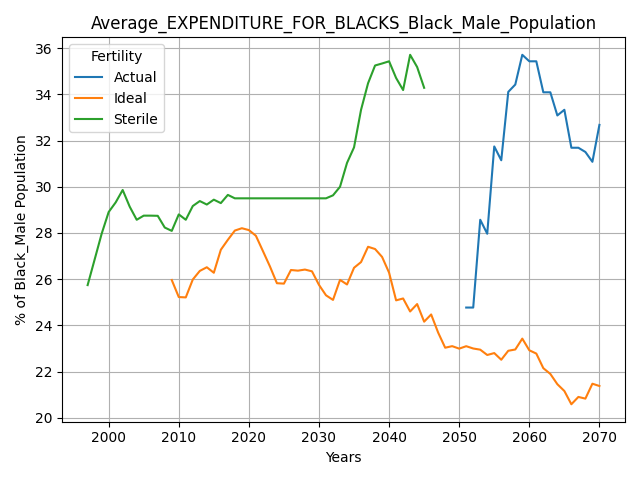 Average_EXPENDITURE_FOR_BLACKS_Black_Male_Population
Fertility
Actual
Ideal
Sterile
% of Black_Male Population
36
34
32
30
28
26
24
22
20
2000 2010 2020 2030 2040 2050 2060 2070
Years